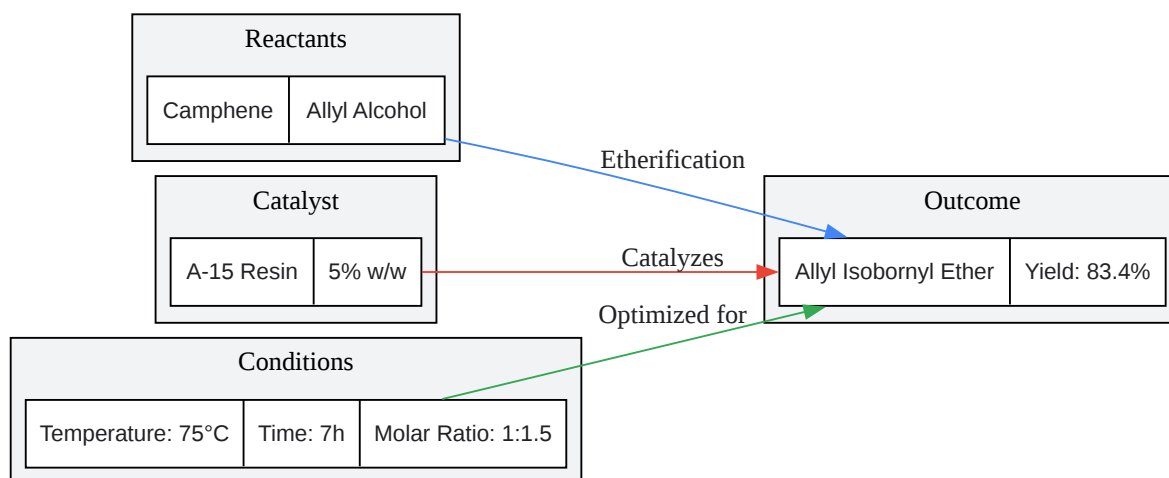 Reactants
Camphene
Allyl Alcohol
Etherification
Catalyst
A-15 Resin
5% w/w
Catalyzes
Outcome
Allyl Isobornyl Ether
Yield: 83.4%
Optimized for
Conditions
Temperature: 75°C
Time: 7h
Molar Ratio: 1:1.5